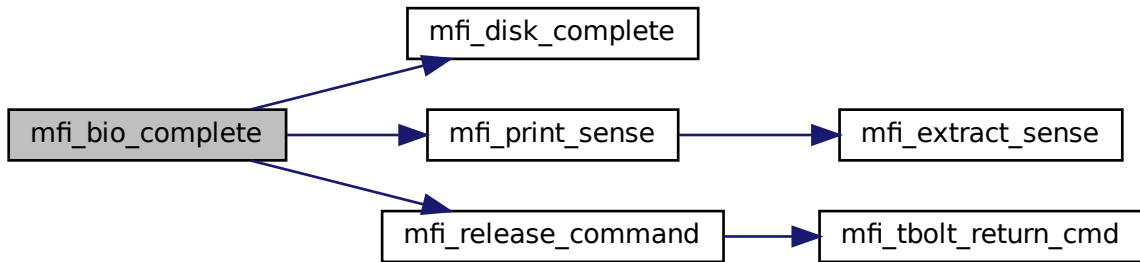 mfi_disk_complete
mfi_bio_complete
mfi_print_sense
mfi_extract_sense
mfi_release_command
mfi_tbolt_return_cmd